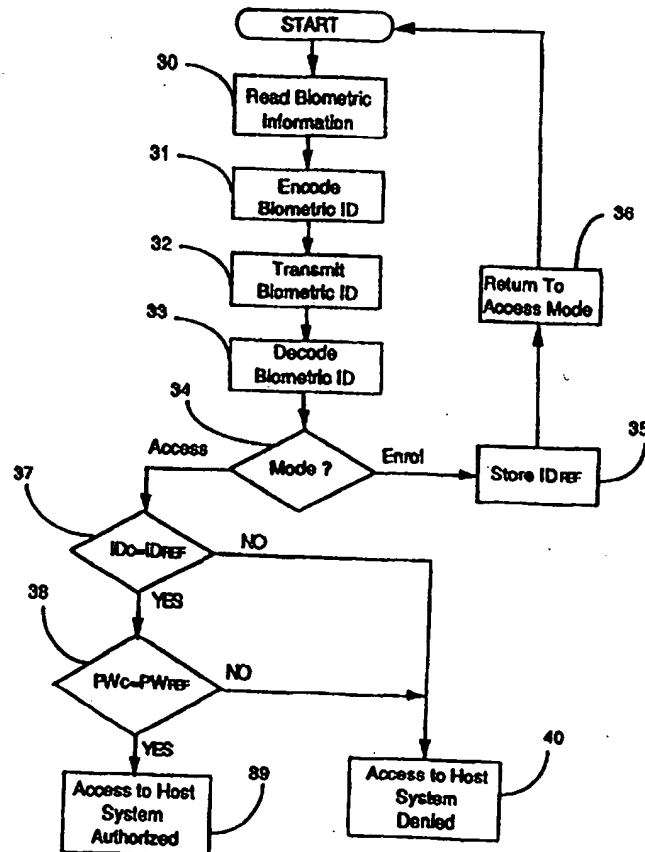 START
30
Read Biometric
Information
31
Encode
Biometric ID
32
Transmit
Biometric ID
33
Decode
Biometric ID
34
Mode ?
Access
Enrol
36
Return To
Access Mode
35
Store IDREF
37
IDC=IDREF
NO
YES
38
PWC=PWREF
NO
YES
39
Access to Host
System
Authorized
40
Access to Host
System
Denied